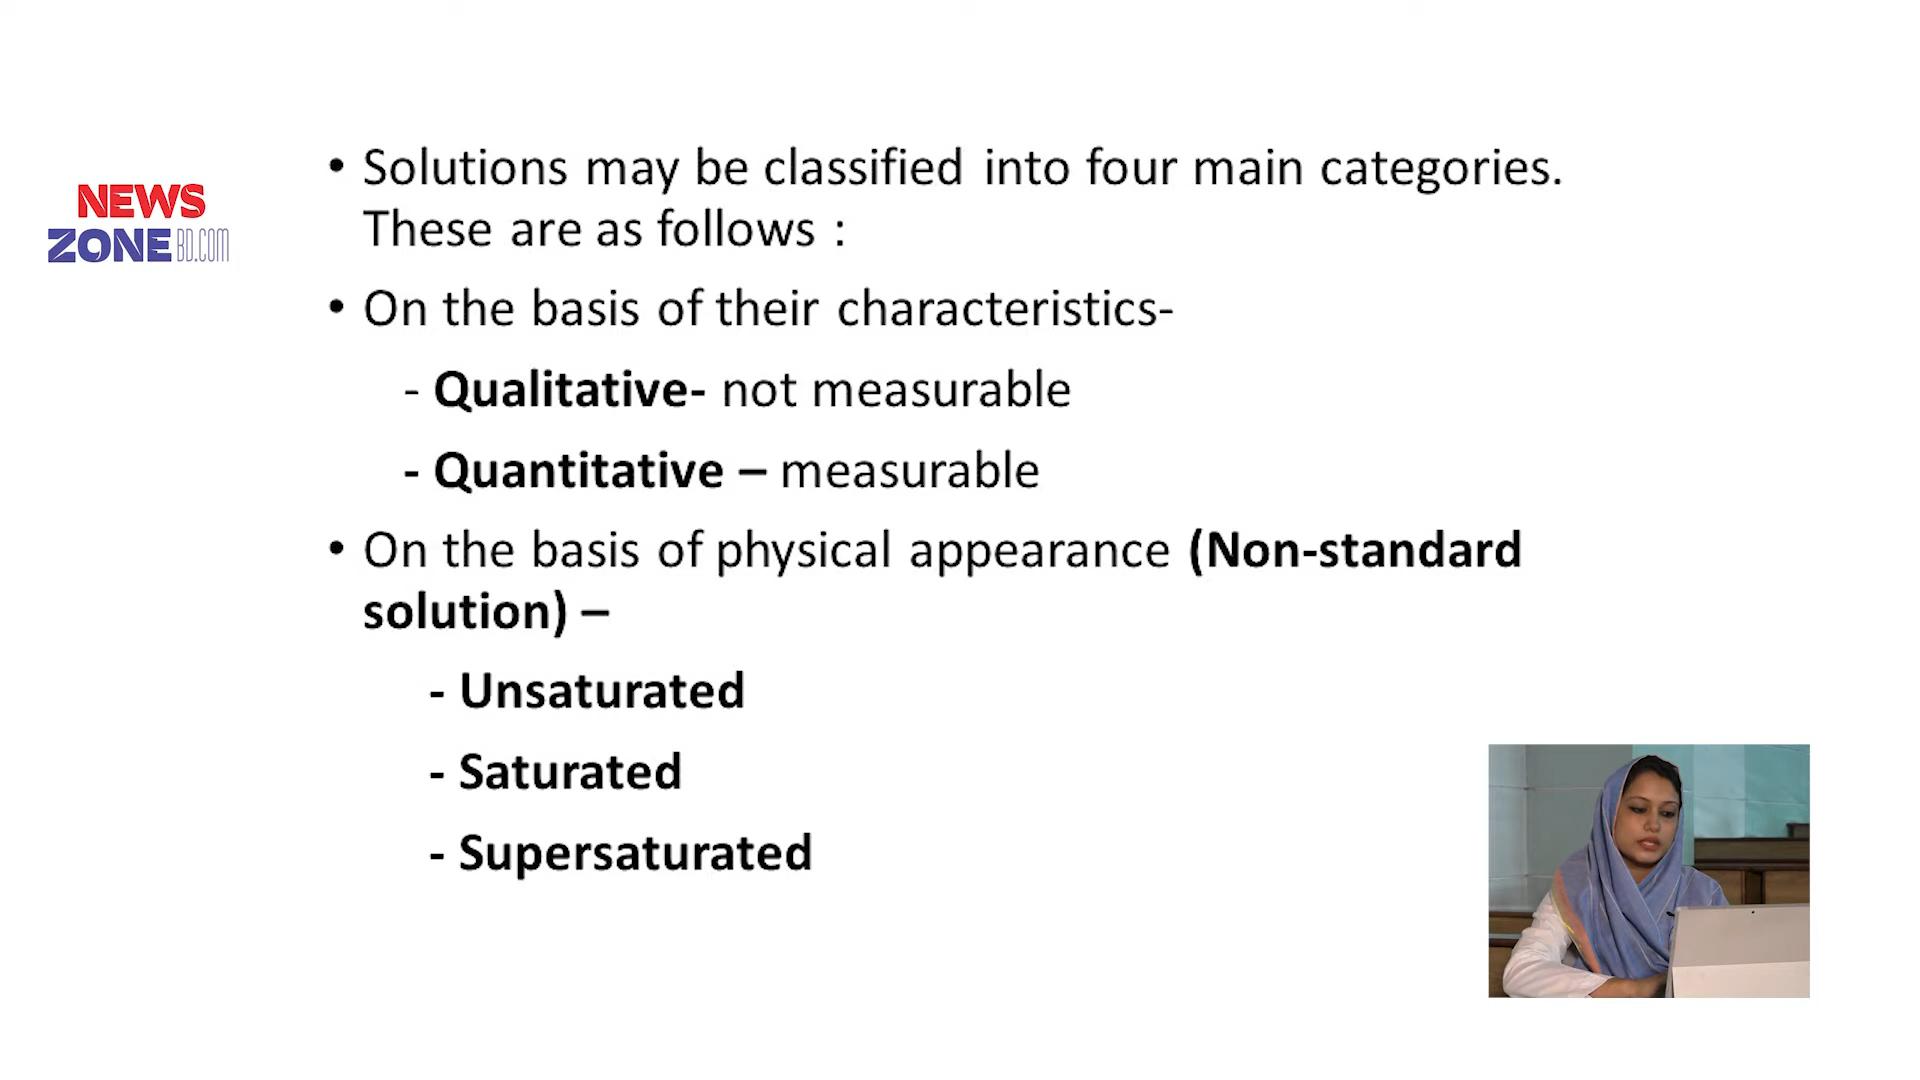 NEWS
ZONE BD.COM
• Solutions may be classified into four main categories.
These are as follows :
• On the basis of their characteristics-
- Qualitative- not measurable
- Quantitative – measurable
• On the basis of physical appearance (Non-standard
solution) –
- Unsaturated
- Saturated
- Supersaturated